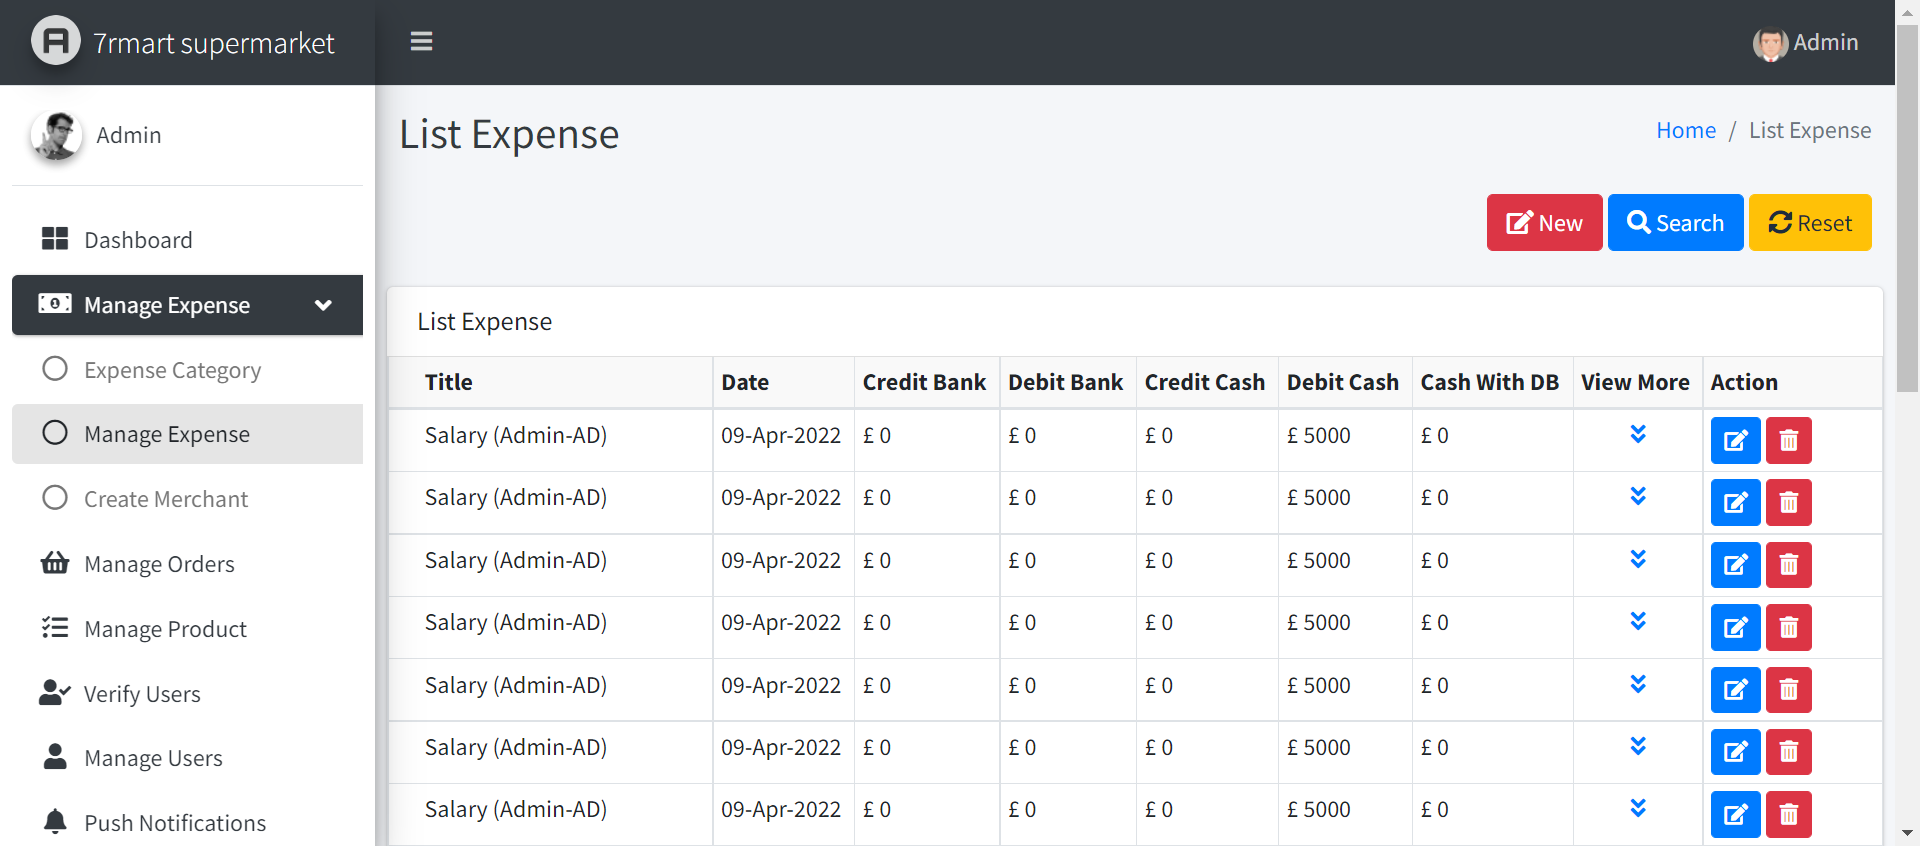 7rmart supermarket
Admin
Admin
Dashboard
Manage Expense
Expense Category
Manage Expense
Create Merchant
Manage Orders
Manage Product
Verify Users
Manage Users
Push Notifications
List Expense
Home / List Expense
New Search Reset
List Expense
Title Date Credit Bank Debit Bank Credit Cash Debit Cash Cash With DB View More Action
Salary (Admin-AD) 09-Apr-2022 £ 0 £ 0 £ 0 £ 5000 £ 0
Salary (Admin-AD) 09-Apr-2022 £ 0 £ 0 £ 0 £ 5000 £ 0
Salary (Admin-AD) 09-Apr-2022 £ 0 £ 0 £ 0 £ 5000 £ 0
Salary (Admin-AD) 09-Apr-2022 £ 0 £ 0 £ 0 £ 5000 £ 0
Salary (Admin-AD) 09-Apr-2022 £ 0 £ 0 £ 0 £ 5000 £ 0
Salary (Admin-AD) 09-Apr-2022 £ 0 £ 0 £ 0 £ 5000 £ 0
Salary (Admin-AD) 09-Apr-2022 £ 0 £ 0 £ 0 £ 5000 £ 0